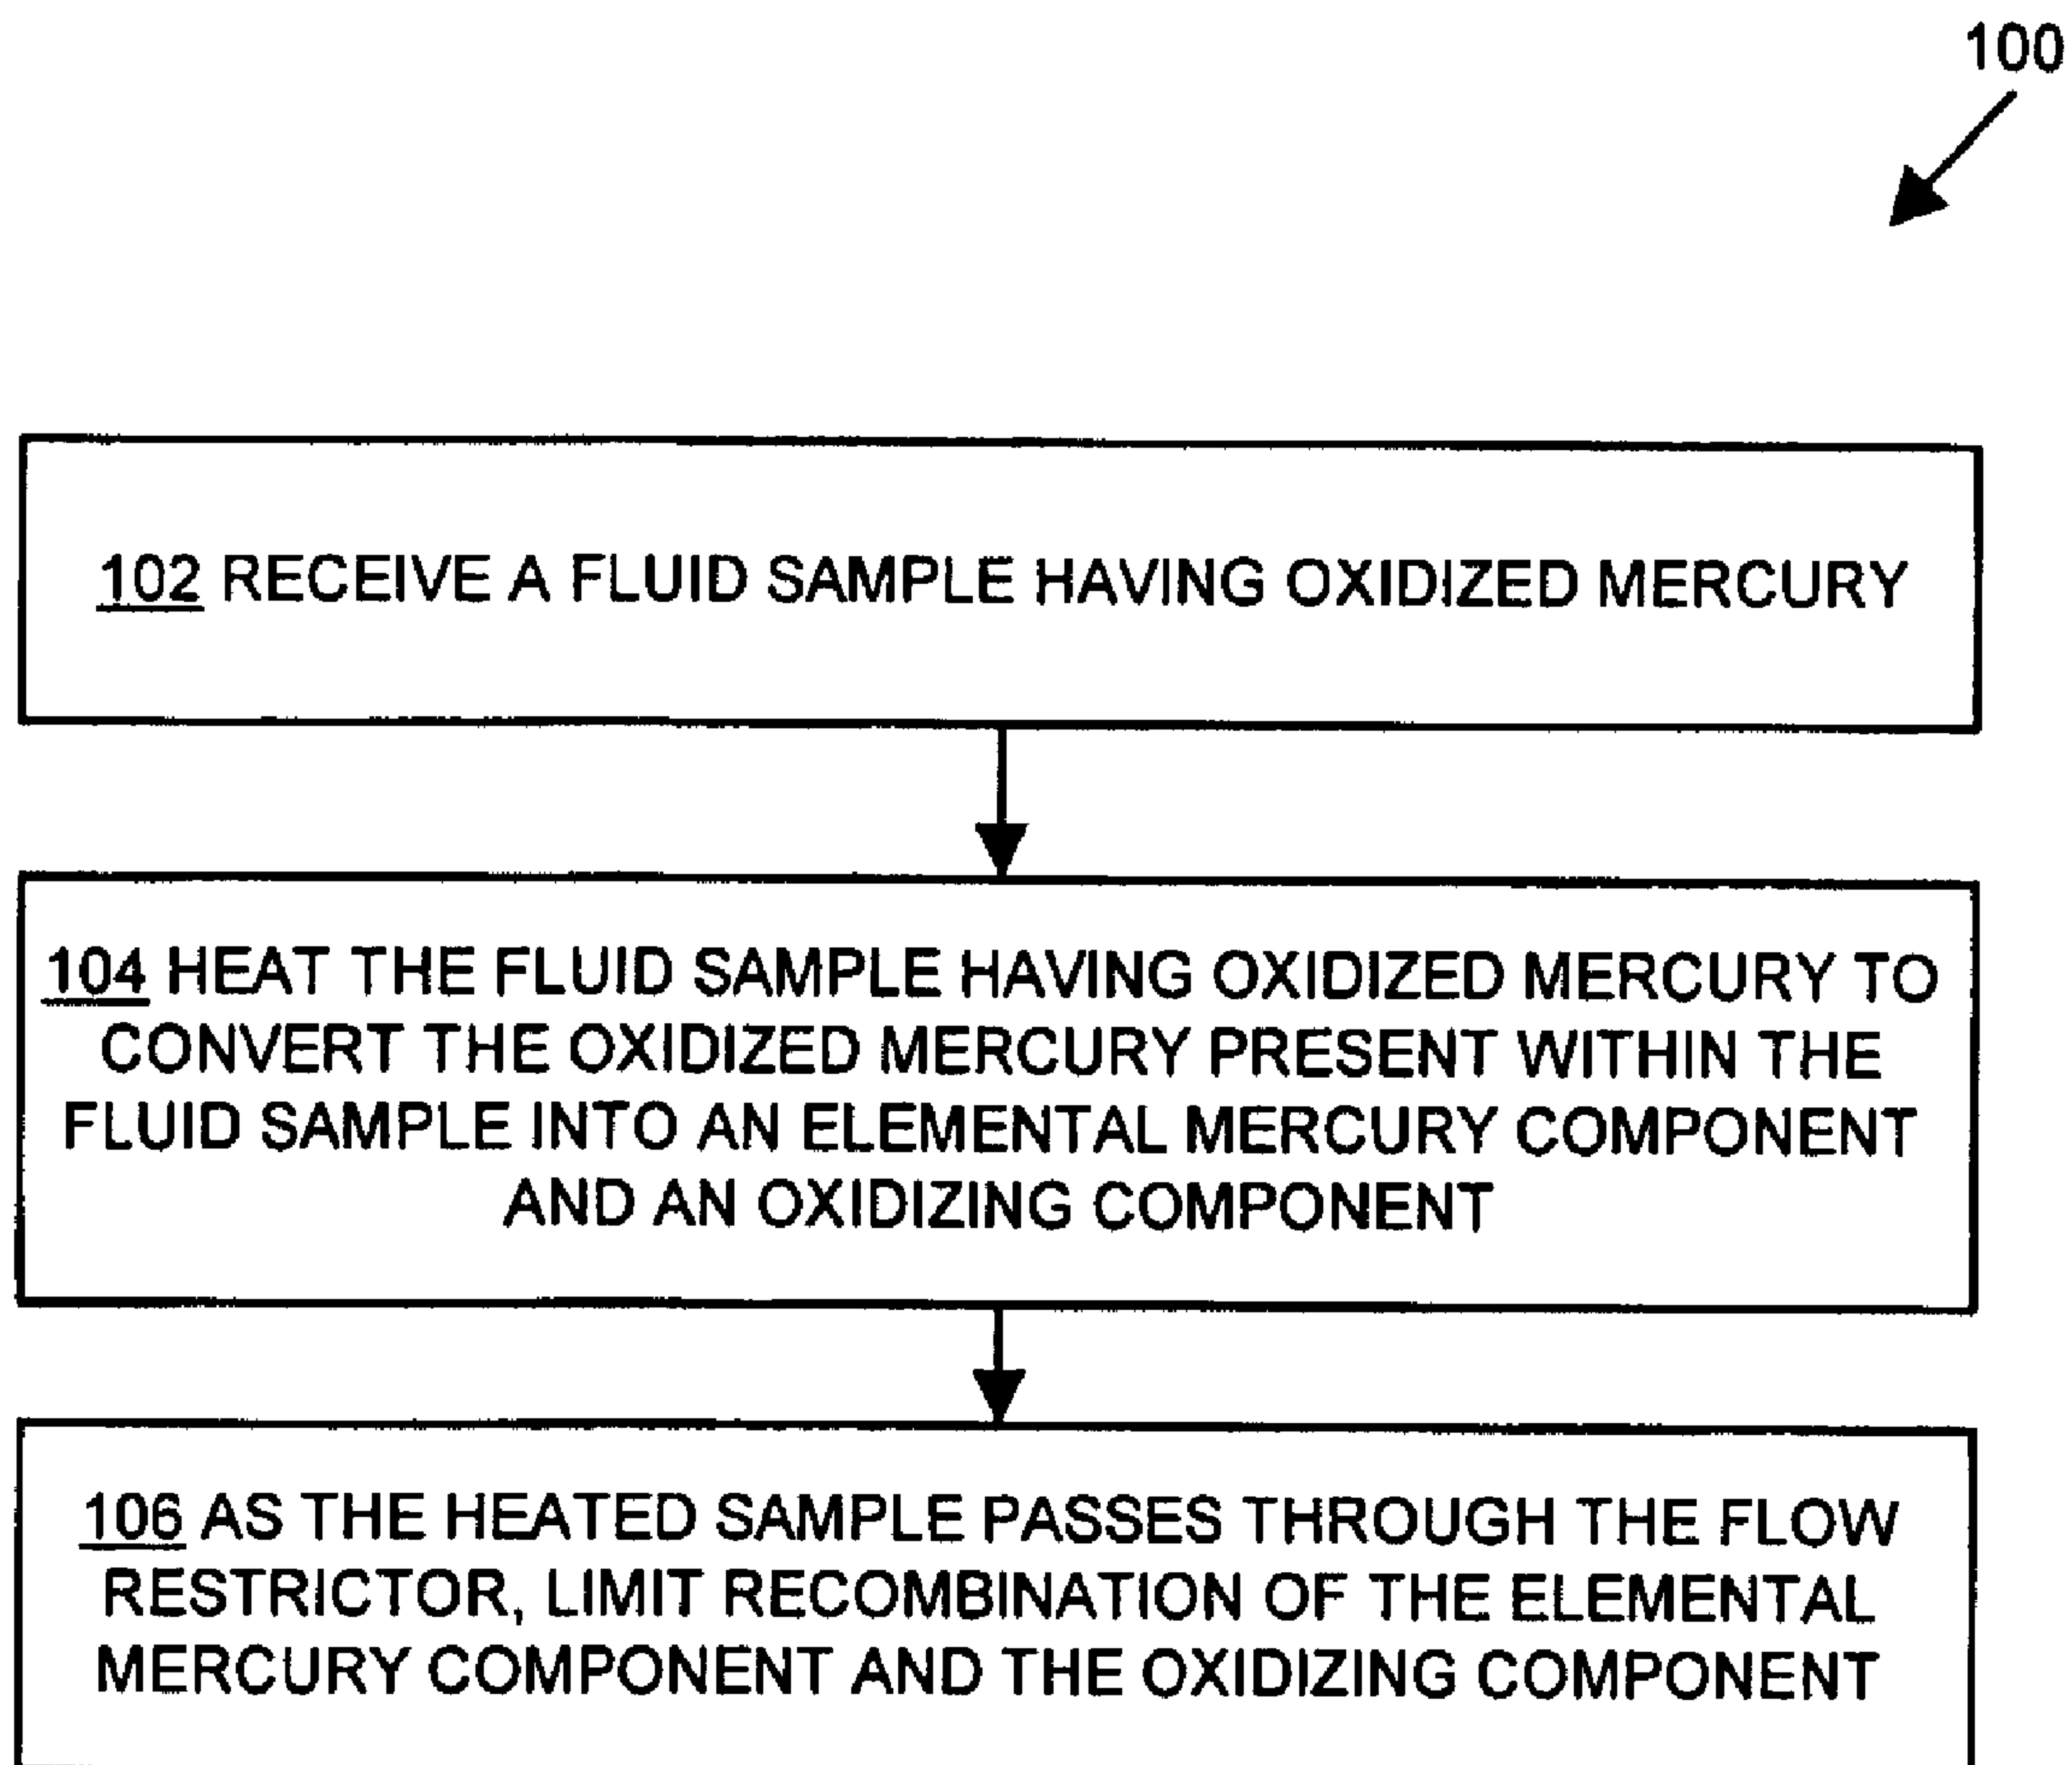 100
102 RECEIVE A FLUID SAMPLE HAVING OXIDIZED MERCURY
104 HEAT THE FLUID SAMPLE HAVING OXIDIZED MERCURY TO
CONVERT THE OXIDIZED MERCURY PRESENT WITHIN THE
FLUID SAMPLE INTO AN ELEMENTAL MERCURY COMPONENT
AND AN OXIDIZING COMPONENT
106 AS THE HEATED SAMPLE PASSES THROUGH THE FLOW
RESTRICTOR, LIMIT RECOMBINATION OF THE ELEMENTAL
MERCURY COMPONENT AND THE OXIDIZING COMPONENT